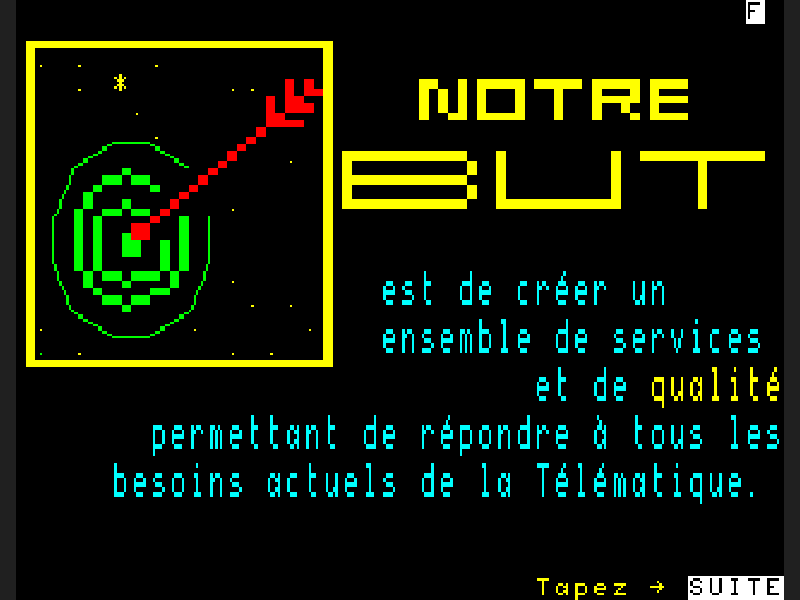 F
NOTRE
BUT
est de créer un
ensemble de services
et de qualité
permettant de répondre à tous les
besoins actuels de la Télématique.
Tapez → SUITE